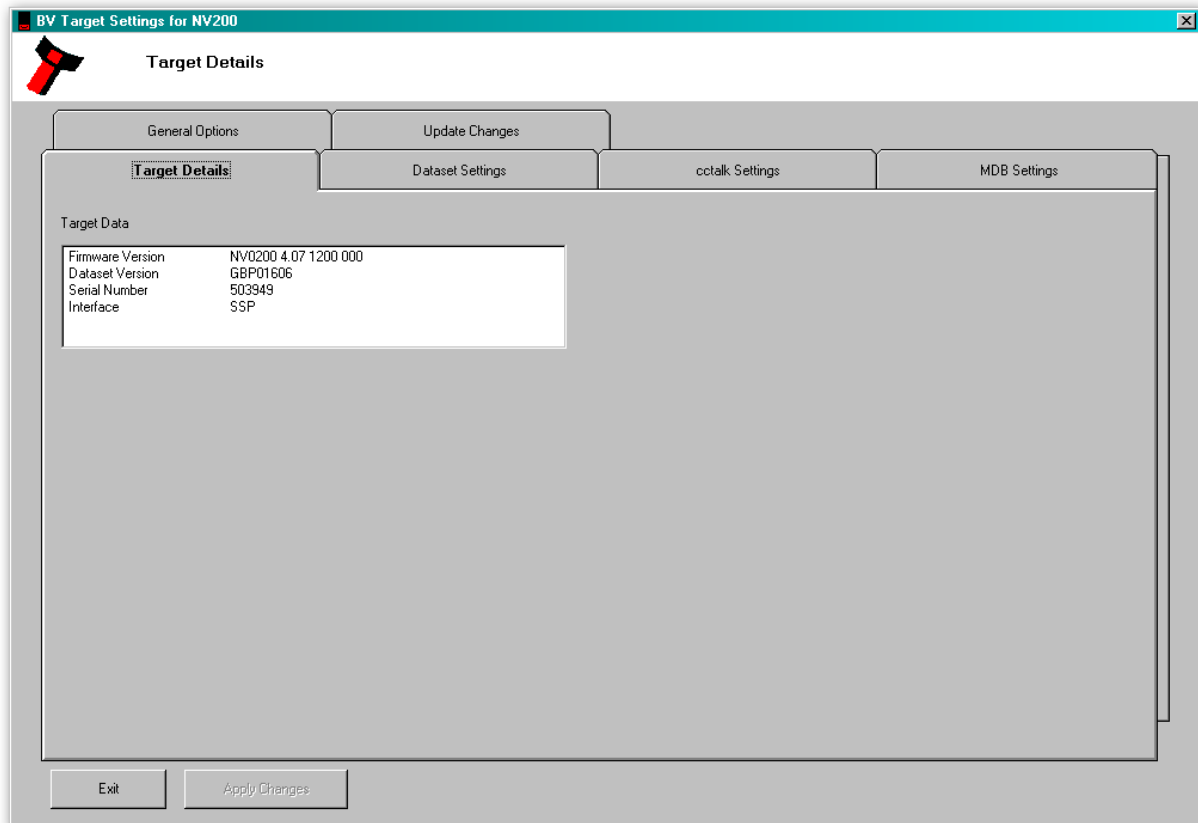 BV Target Settings for NV200
Target Details
General Options Update Changes
Target Details Dataset Settings cctalk Settings MDB Settings
Target Data
Firmware Version NV0200 4.07 1200 000
Dataset Version GBP01606
Serial Number 503949
Interface SSP
Exit Apply Changes